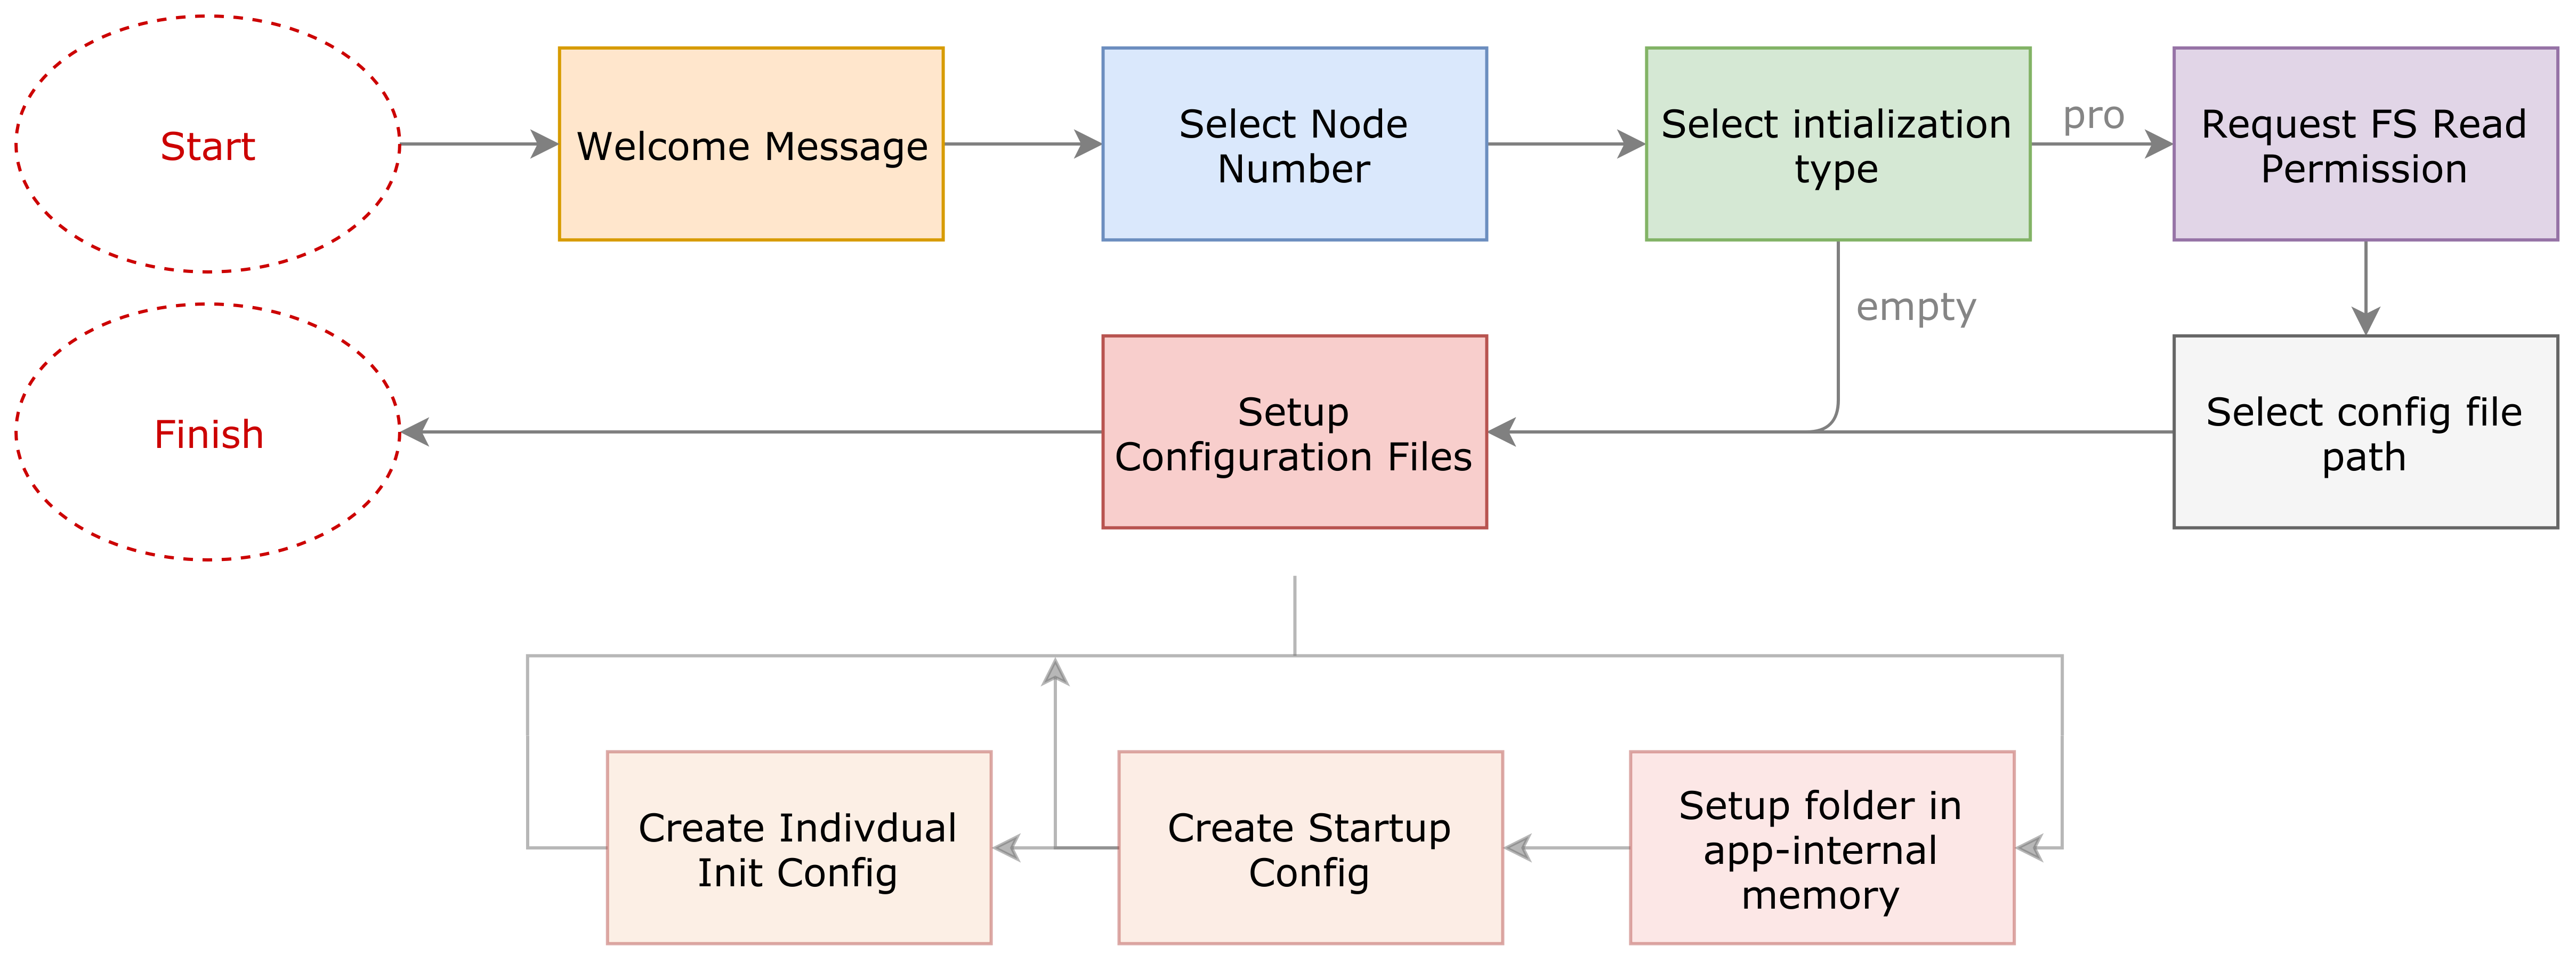 Start
Welcome Message
Select Node
Number
Select intialization
type
pro
Request FS Read
Permission
empty
Finish
Setup
Configuration Files
Select config file
path
Create Indivdual
Init Config
Create Startup
Config
Setup folder in
app-internal
memory